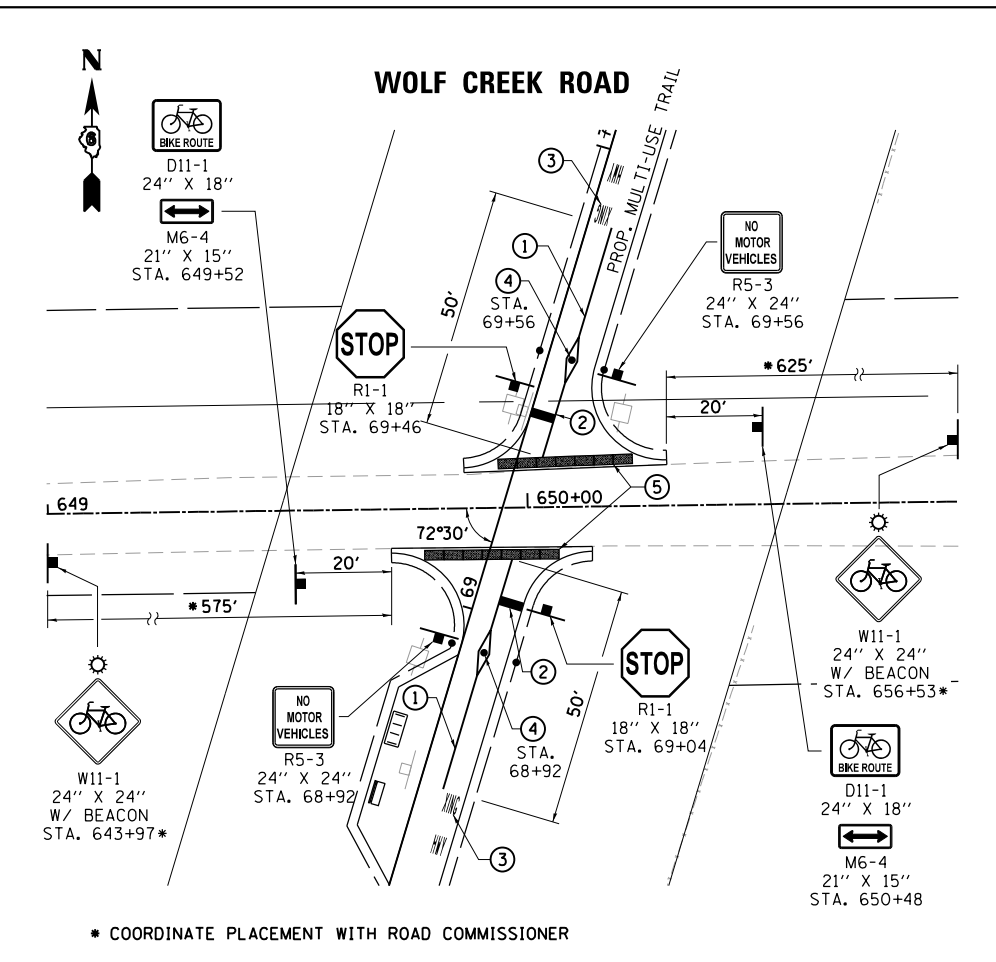 WOLF CREEK ROAD
N
6
BIKE ROUTE
D11-1
24'' X 18''
M6-4
21'' X 15''
STA. 649+52
3
XING
HWY
PROP. MULTI-USE TRAIL
1
4
STA.
69+56
50'
NO
MOTOR
VEHICLES
R5-3
24'' X 24''
STA. 69+56
STOP
R1-1
18'' X 18''
STA. 69+46
2
*625'
20'
5
649
650+00
72°30'
69
20'
*575'
2
STOP
R1-1
18'' X 18''
STA. 69+04
50'
W11-1
24'' X 24''
W/ BEACON
STA. 656+53*
1
4
STA.
68+92
NO
MOTOR
VEHICLES
R5-3
24'' X 24''
STA. 68+92
W11-1
24'' X 24''
W/ BEACON
STA. 643+97*
XING
HWY
3
BIKE ROUTE
D11-1
24'' X 18''
M6-4
21'' X 15''
STA. 650+48
* COORDINATE PLACEMENT WITH ROAD COMMISSIONER